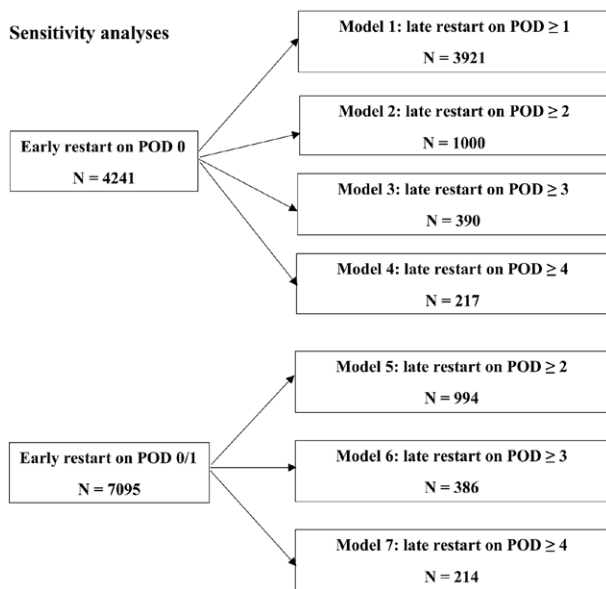 Sensitivity analyses
Early restart on POD 0
N = 4241
Model 1: late restart on POD ≥ 1
N = 3921
Model 2: late restart on POD ≥ 2
N = 1000
Model 3: late restart on POD ≥ 3
N = 390
Model 4: late restart on POD ≥ 4
N = 217
Early restart on POD 0/1
N = 7095
Model 5: late restart on POD ≥ 2
N = 994
Model 6: late restart on POD ≥ 3
N = 386
Model 7: late restart on POD ≥ 4
N = 214